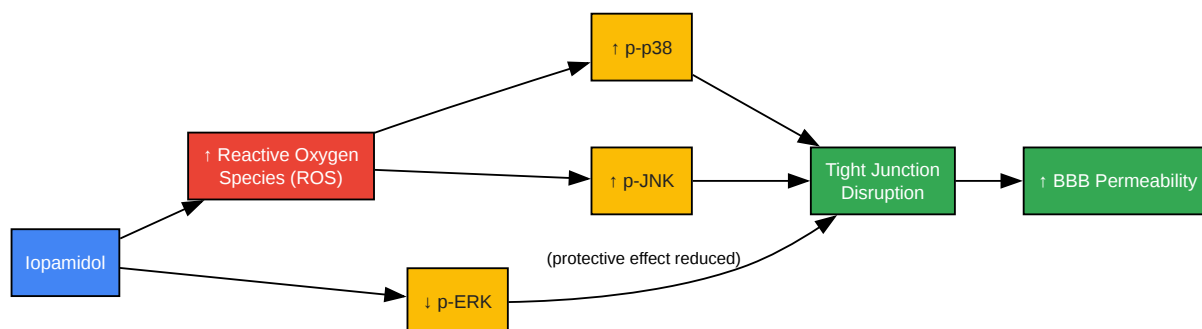 ↑ p-p38
↑ Reactive Oxygen
Species (ROS)
↑ p-JNK
Tight Junction
Disruption
↑ BBB Permeability
Iopamidol
(protective effect reduced)
↓ p-ERK